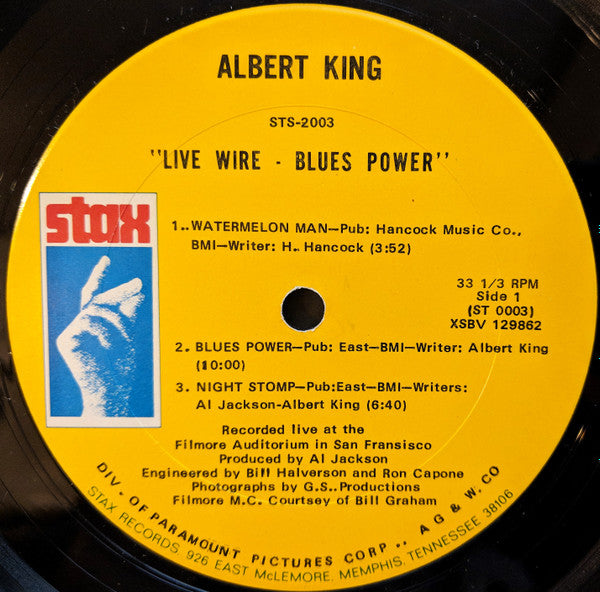 ALBERT KING
STS-2003
"LIVE WIRE - BLUES POWER"
stax
1.. WATERMELON MAN—Pub: Hancock Music Co.,
BMI—Writer: H. Hancock (3:52)
33 1/3 RPM
Side 1
(ST 0003)
XSBV 129862
2. BLUES POWER—Pub: East—BMI—Writer: Albert King
(10:00)
3. NIGHT STOMP—Pub:East—BMI—Writers:
Al Jackson-Albert King (6:40)
Recorded live at the
Filmore Auditorium in San Fransisco
Produced by Al Jackson
Engineered by Bill Halverson and Ron Capone
Photographs by G.S.. Productions
Filmore M.C. Courtsey of Bill Graham
DIV - OF PARAMOUNT PICTURES CORP .. A G & W. CO
STAX RECORDS, 926 EAST McLEMORE, MEMPHIS, TENNESSEE 38106